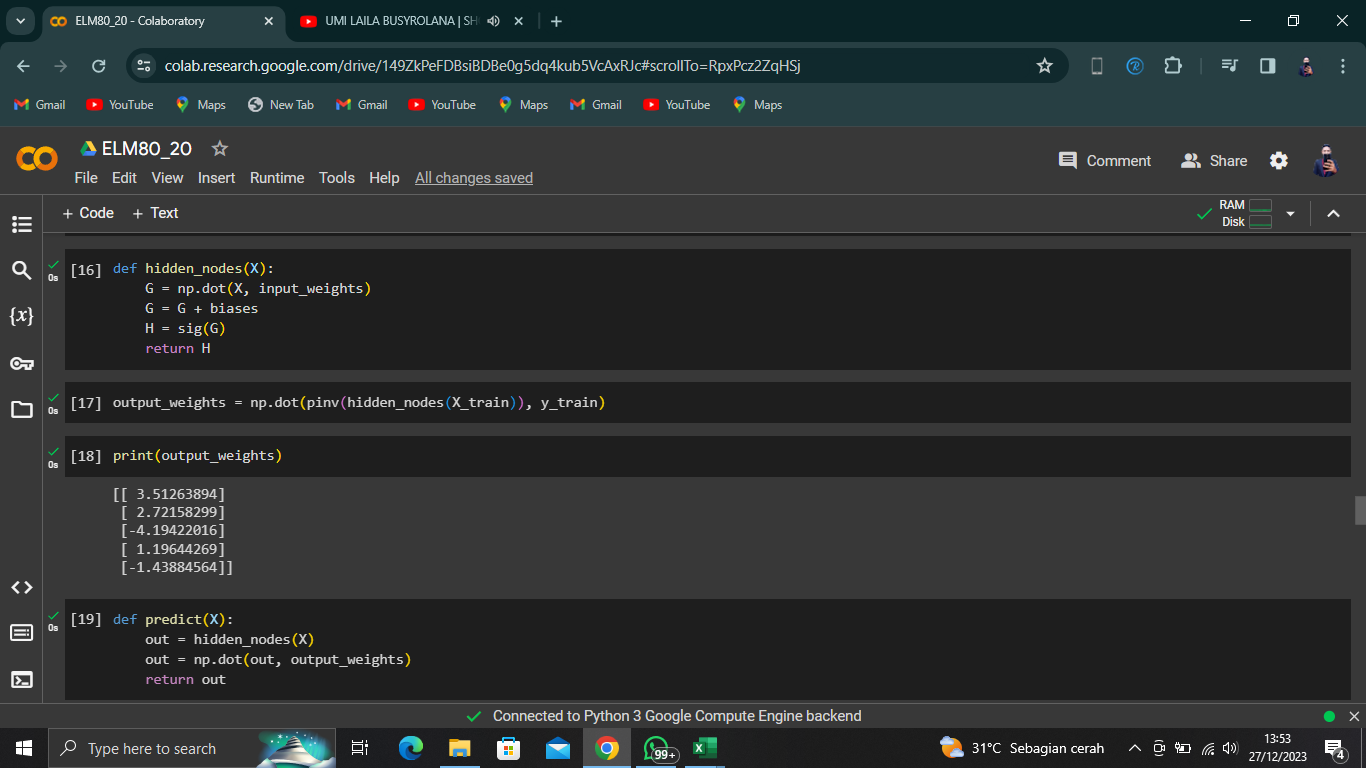 ELM80_20 - Colaboratory
UMI LAILA BUSYROLANA | SH
colab.research.google.com/drive/149ZkPeFDBsiBDBe0g5dq4kub5VcAxRJc#scrollTo=RpxPcz2ZqHSj
Gmail YouTube Maps New Tab Gmail YouTube Maps Gmail YouTube Maps
ELM80_20
Comment Share
File Edit View Insert Runtime Tools Help All changes saved
+ Code + Text
RAM
Disk
[16] def hidden_nodes(X):
0s
G = np.dot(X, input_weights)
G = G + biases
H = sig(G)
return H
[17] output_weights = np.dot(pinv(hidden_nodes(X_train)), y_train)
0s
[18] print(output_weights)
0s
[[ 3.51263894]
[ 2.72158299]
[-4.19422016]
[ 1.19644269]
[-1.43884564]]
[19] def predict(X):
0s
out = hidden_nodes(X)
out = np.dot(out, output_weights)
return out
Connected to Python 3 Google Compute Engine backend
Type here to search
99+
31°C Sebagian cerah
13:53
27/12/2023
4